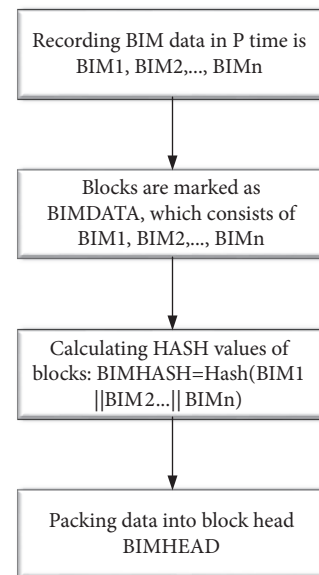 Recording BIM data in P time is
BIM1, BIM2,..., BIMn
Blocks are marked as
BIMDATA, which consists of
BIM1, BIM2,..., BIMn
Calculating HASH values of
blocks: BIMHASH=Hash(BIM1
||BIM2...|| BIMn)
Packing data into block head
BIMHEAD